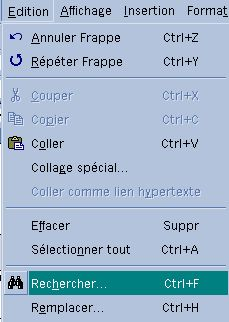 Edition Affichage Insertion Format
Annuler Frappe Ctrl+Z
Répéter Frappe Ctrl+Y
Couper Ctrl+X
Copier Ctrl+C
Coller Ctrl+V
Collage spécial...
Coller comme lien hypertexte
Effacer Suppr
Sélectionner tout Ctrl+A
Rechercher... Ctrl+F
Remplacer... Ctrl+H